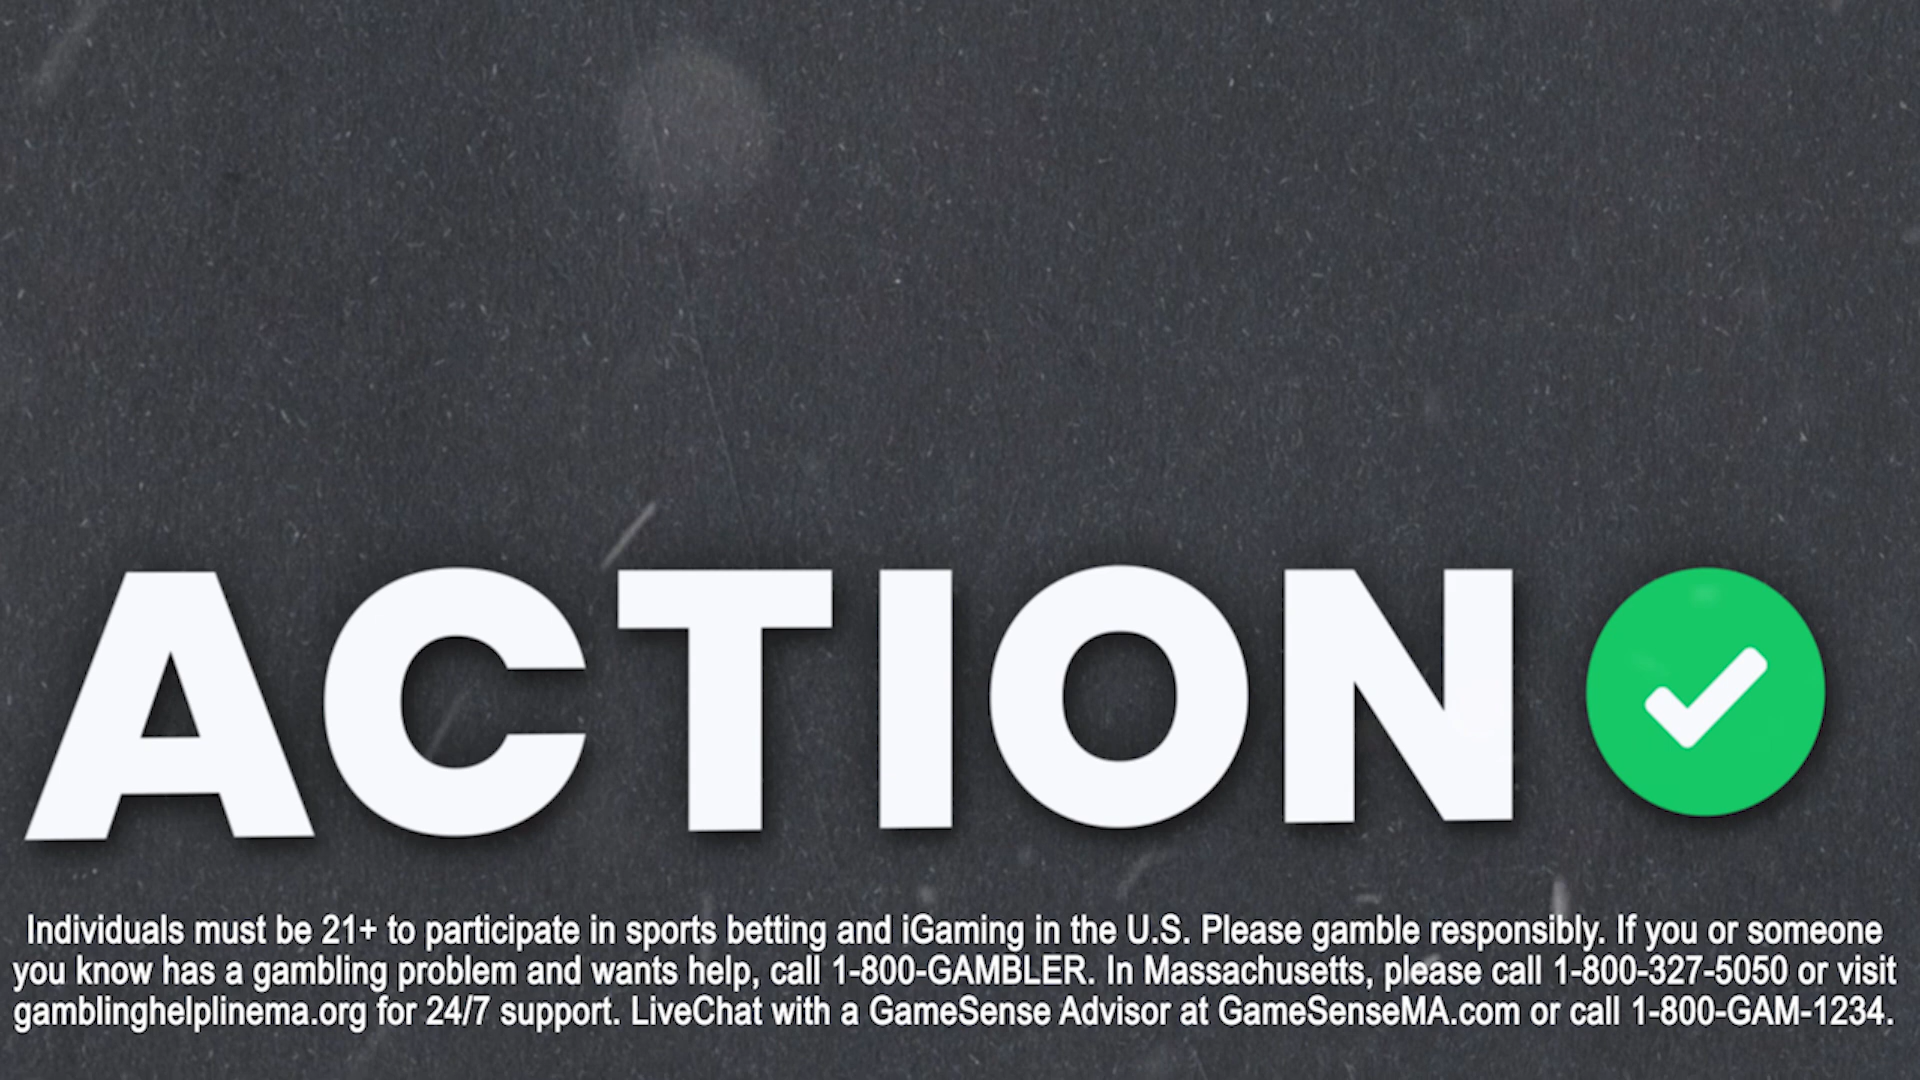 ACTION
Individuals must be 21+ to participate in sports betting and iGaming in the U.S. Please gamble responsibly. If you or someone
you know has a gambling problem and wants help, call 1-800-GAMBLER. In Massachusetts, please call 1-800-327-5050 or visit
gamblinghelplinema.org for 24/7 support. LiveChat with a GameSense Advisor at GameSenseMA.com or call 1-800-GAM-1234.